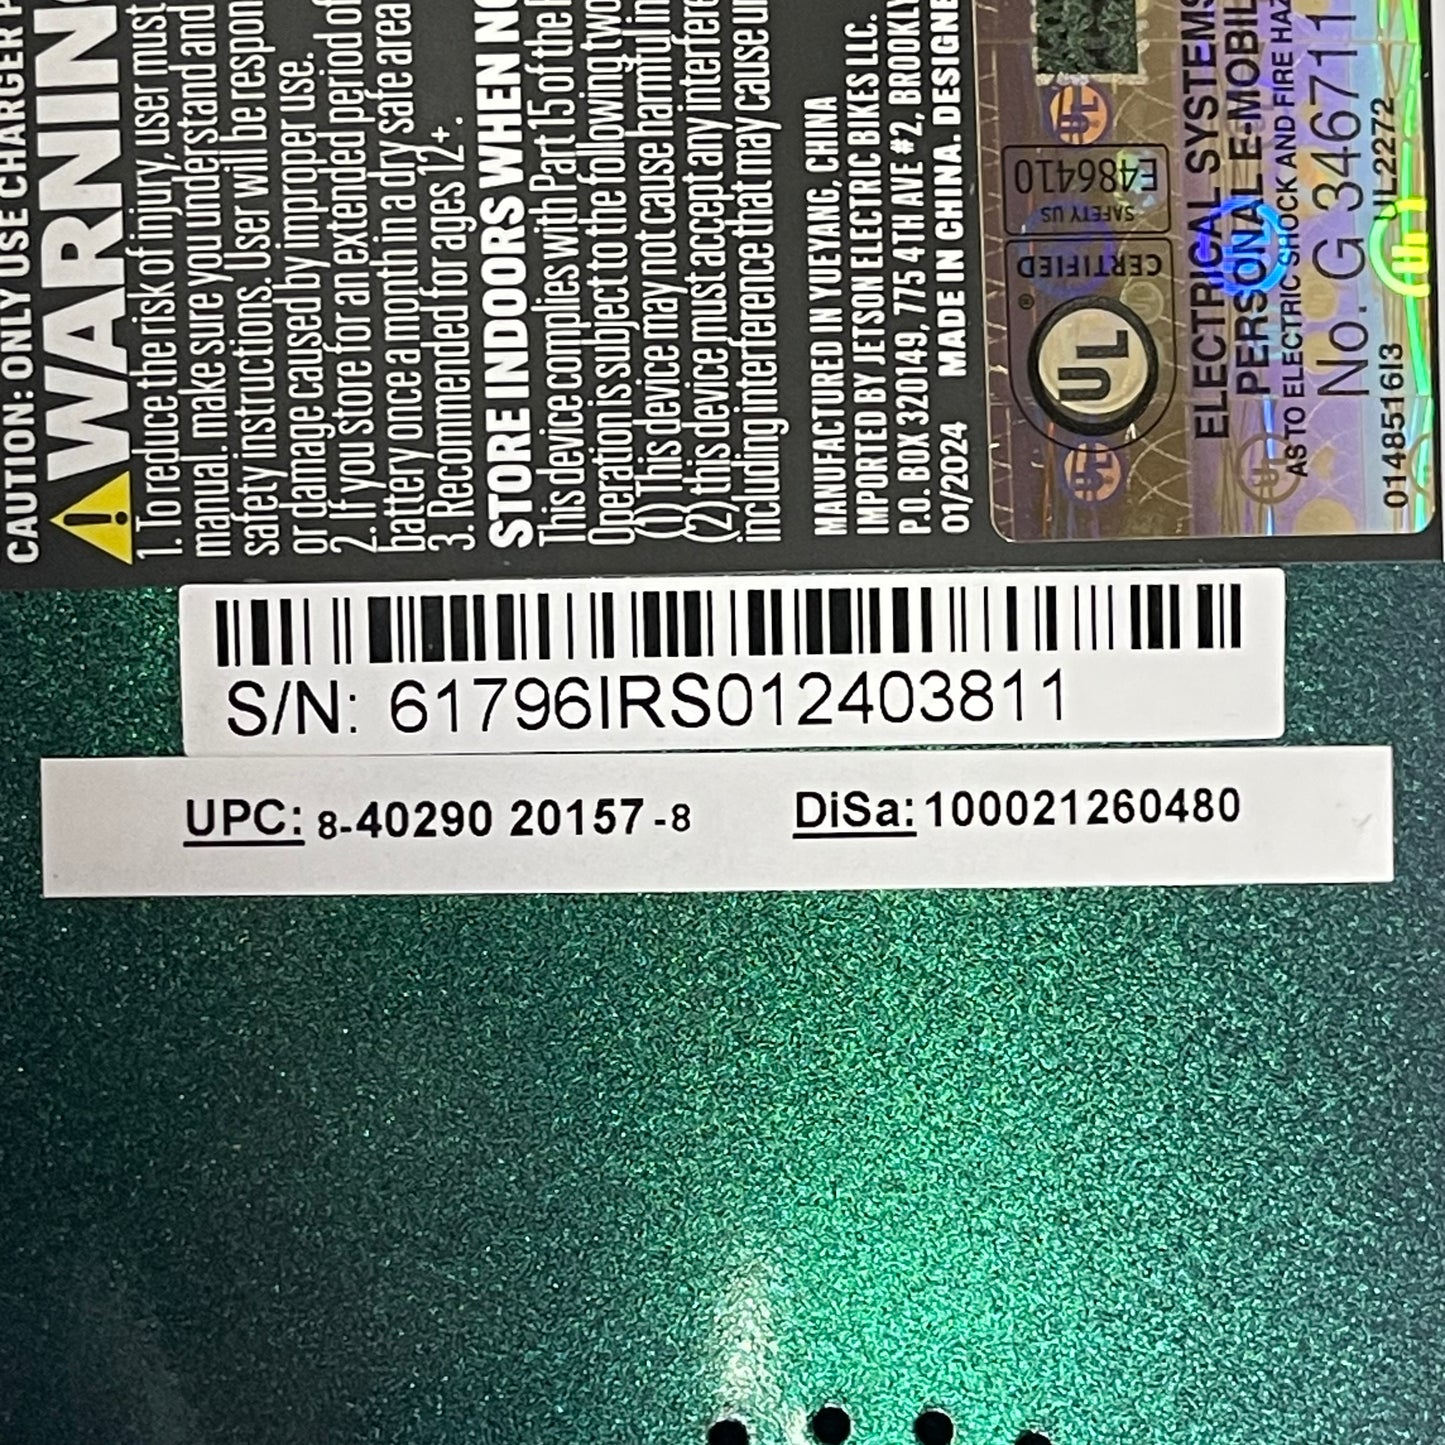 CAUTION: ONLY USE CHARGER P
WARNING
1. To reduce the risk of injury, user must
manual. make sure you understand and
safety instructions. User will be respon
or damage caused by improper use.
2. If you store for an extended period of
battery once a month in a dry safe area
3. Recommended for ages 12+.
STORE INDOORS WHEN NO
This device complies with Part 15 of the F
Operation is subject to the following two
(1) This device may not cause harmful in
(2) this device must accept any interfere
including interference that may cause un
MANUFACTURED IN YUEYANG, CHINA
IMPORTED BY JETSON ELECTRIC BIKES LLC.
P.O. BOX 320149, 775 4TH AVE #2, BROOKLY
01/2024 MADE IN CHINA. DESIGNE
UL
CERTIFIED
SAFETY US
E486410
ELECTRICAL SYSTEMS
PERSONAL E-MOBIL
AS TO ELECTRIC SHOCK AND FIRE HAZ
No. G 346711
0148516I3 UL2272
S/N: 61796IRS012403811
UPC: 8-40290 20157-8 DiSa: 100021260480